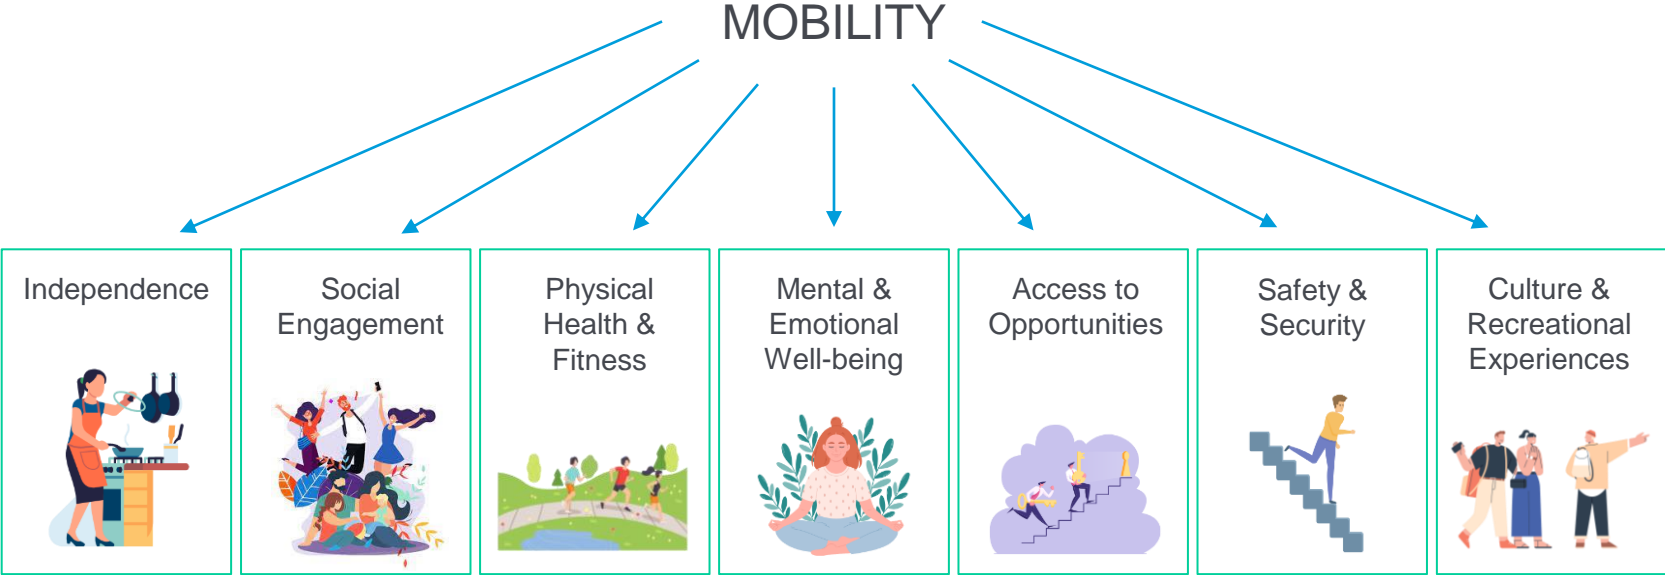 MOBILITY
Independence
Social
Engagement
Physical
Health &
Fitness
Mental &
Emotional
Well-being
Access to
Opportunities
Safety &
Security
Culture &
Recreational
Experiences